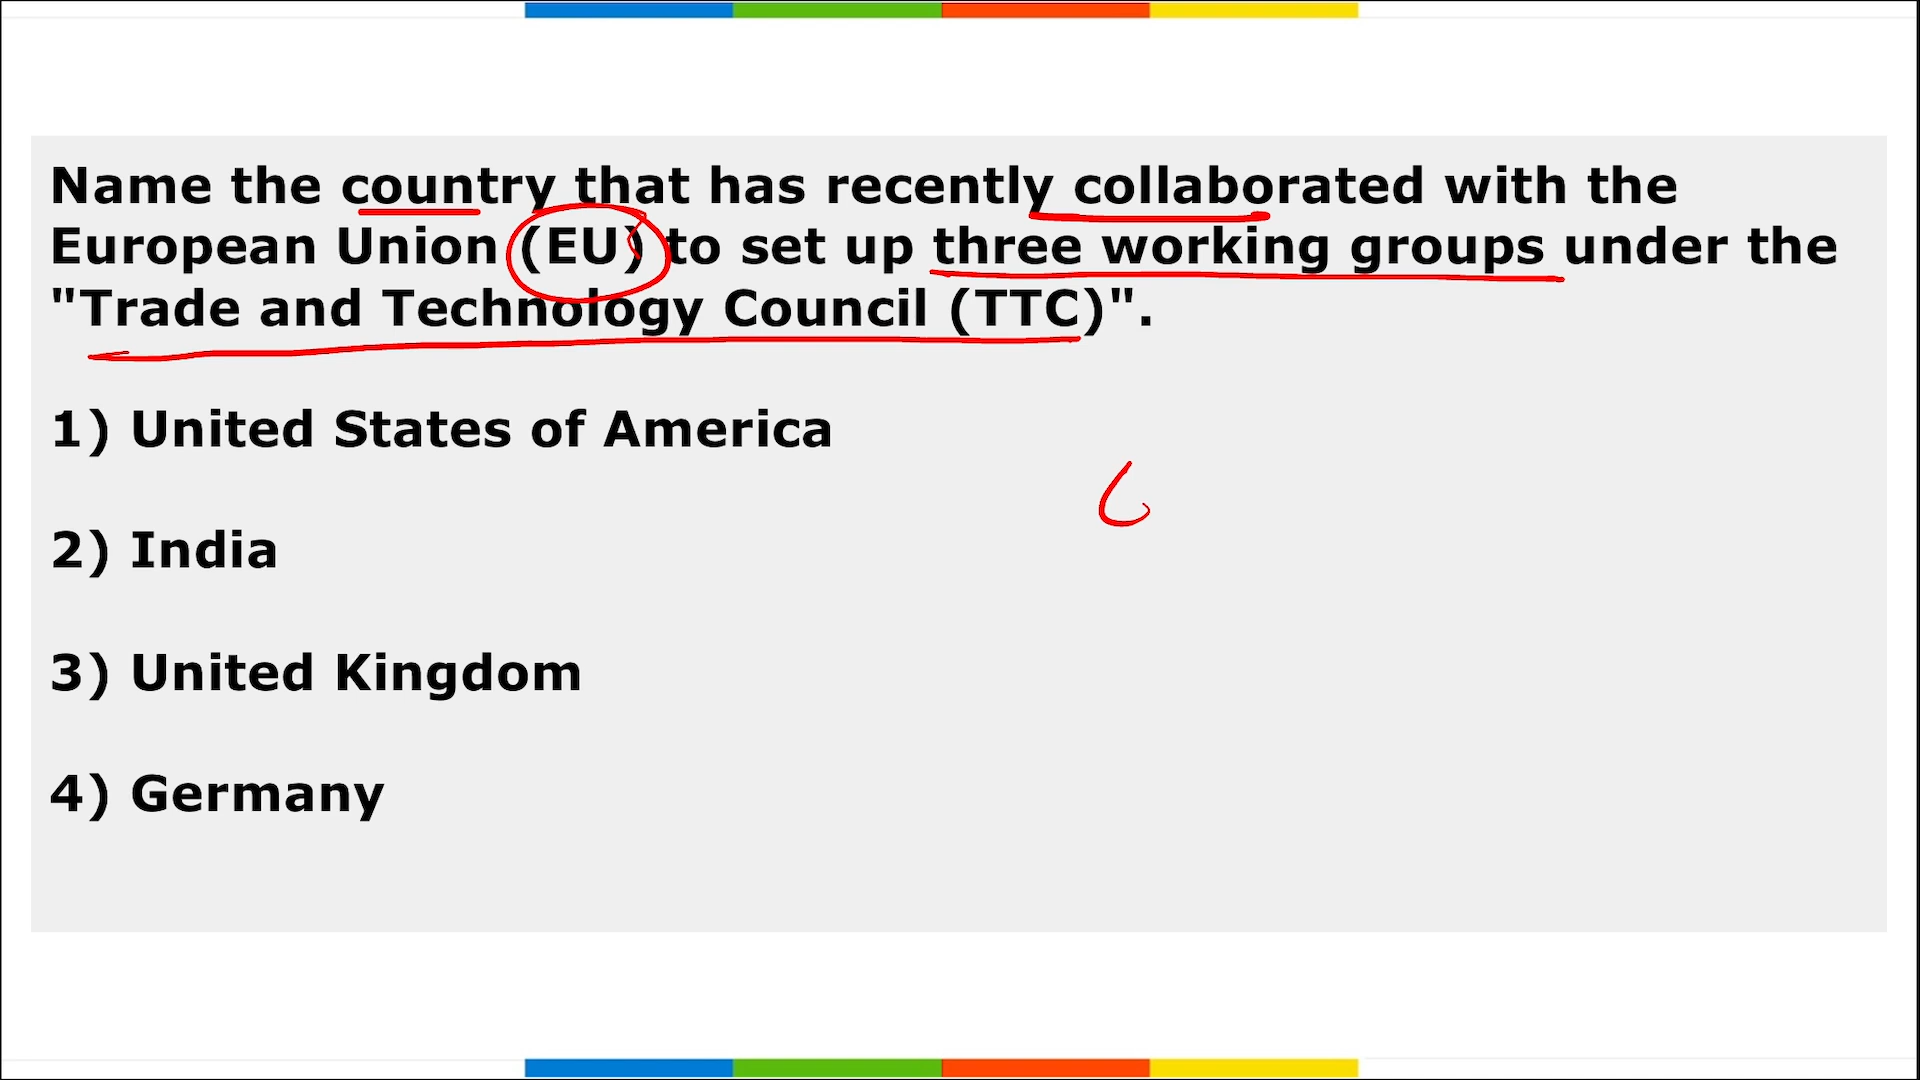 Name the country that has recently collaborated with the
European Union (EU) to set up three working groups under the
"Trade and Technology Council (TTC)".
1) United States of America
2) India
3) United Kingdom
4) Germany